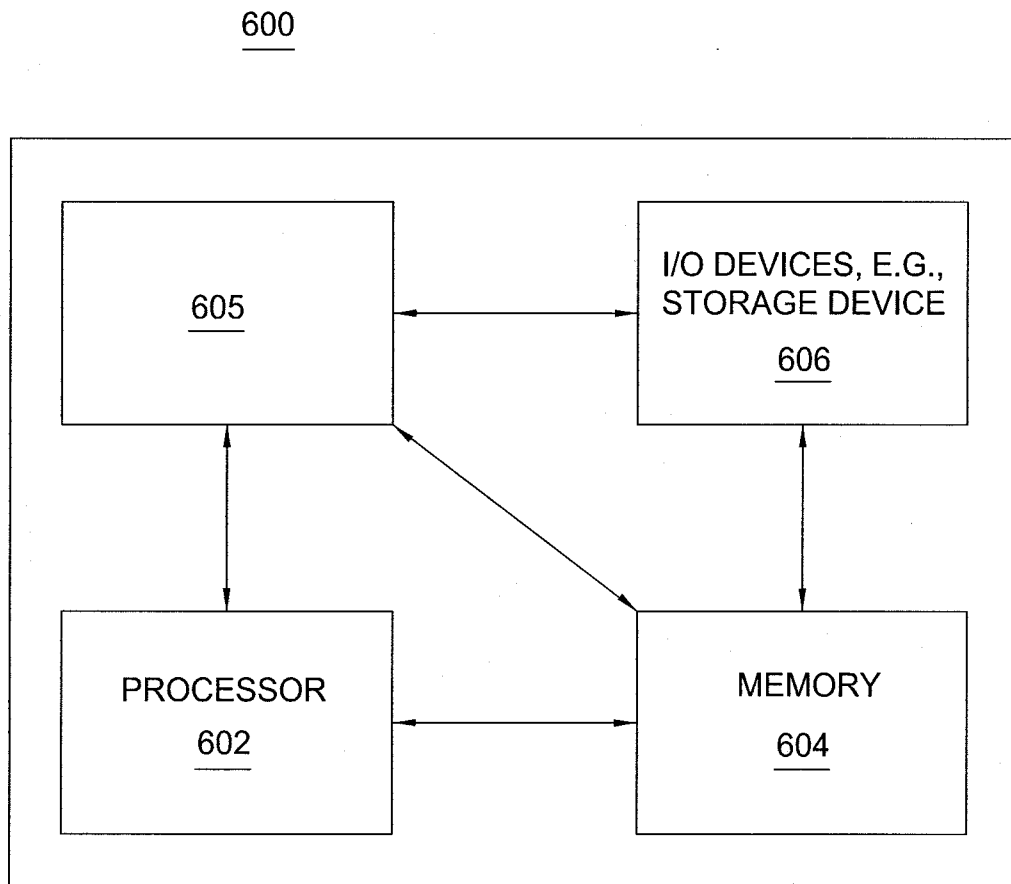 600
605
I/O DEVICES, E.G.,
STORAGE DEVICE
606
PROCESSOR
602
MEMORY
604